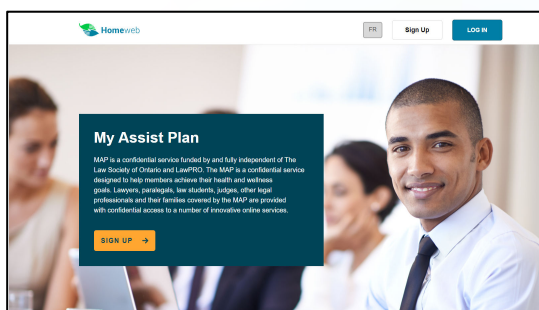 Homeweb
FR
Sign Up
LOG IN
My Assist Plan
MAP is a confidential service funded by and fully independent of The
Law Society of Ontario and LawPRO. The MAP is a confidential service
designed to help members achieve their health and wellness
goals. Lawyers, paralegals, law students, judges, other legal
professionals and their families covered by the MAP are provided
with confidential access to a number of innovative online services.
SIGN UP →